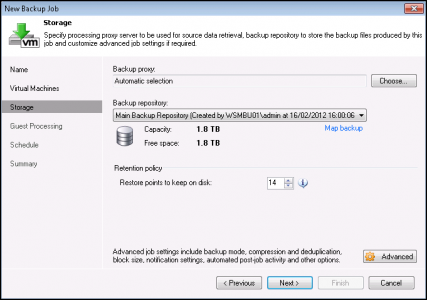 New Backup Job
Storage
Specify processing proxy server to be used for source data retrieval, backup repository to store the backup files produced by this
job and customize advanced job settings if required.
vm
Name
Virtual Machines
Storage
Guest Processing
Schedule
Summary
Backup proxy:
Automatic selection
Choose...
Backup repository:
Main Backup Repository (Created by WSMBU01\admin at 16/02/2012 16:00:06
Capacity: 1.8 TB
Map backup
Free space: 1.8 TB
Retention policy
Restore points to keep on disk: 14
Advanced job settings include backup mode, compression and deduplication,
block size, notification settings, automated post-job activity and other options.
Advanced
< Previous
Next >
Finish
Cancel